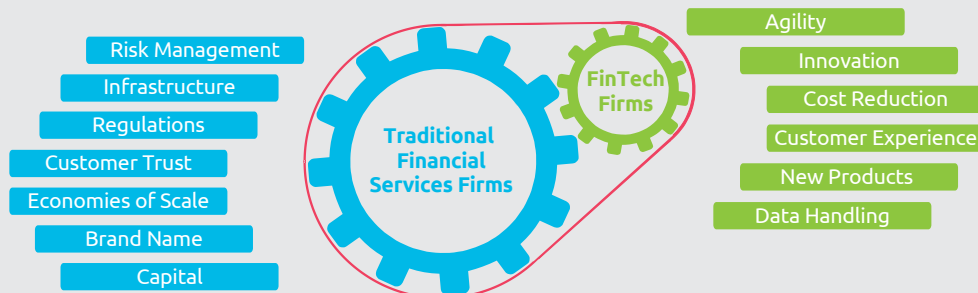 Risk Management
Infrastructure
Regulations
Customer Trust
Economies of Scale
Brand Name
Capital
Traditional
Financial
Services Firms
FinTech
Firms
Agility
Innovation
Cost Reduction
Customer Experience
New Products
Data Handling